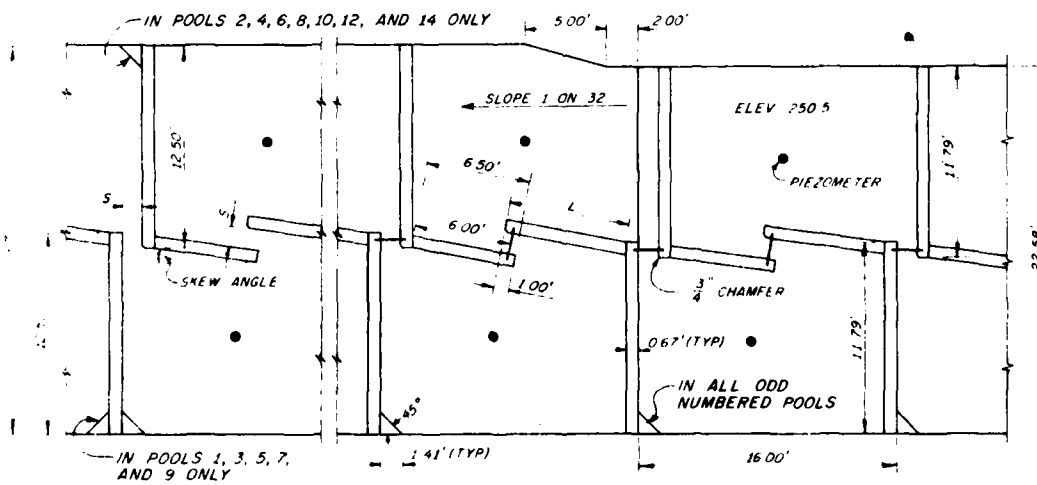 IN POOLS 2, 4, 6, 8, 10, 12, AND 14 ONLY
5.00'
2.00'
SLOPE 1 ON 32
ELEV 250.5
12.50'
11.79'
6.50'
PIEZOMETER
S
S
L
6.00'
SKEW ANGLE
3/4" CHAMFER
1.00'
22.58'
0.67' (TYP)
11.79'
IN ALL ODD
NUMBERED POOLS
45°
IN POOLS 1, 3, 5, 7,
AND 9 ONLY
1.41' (TYP)
16.00'